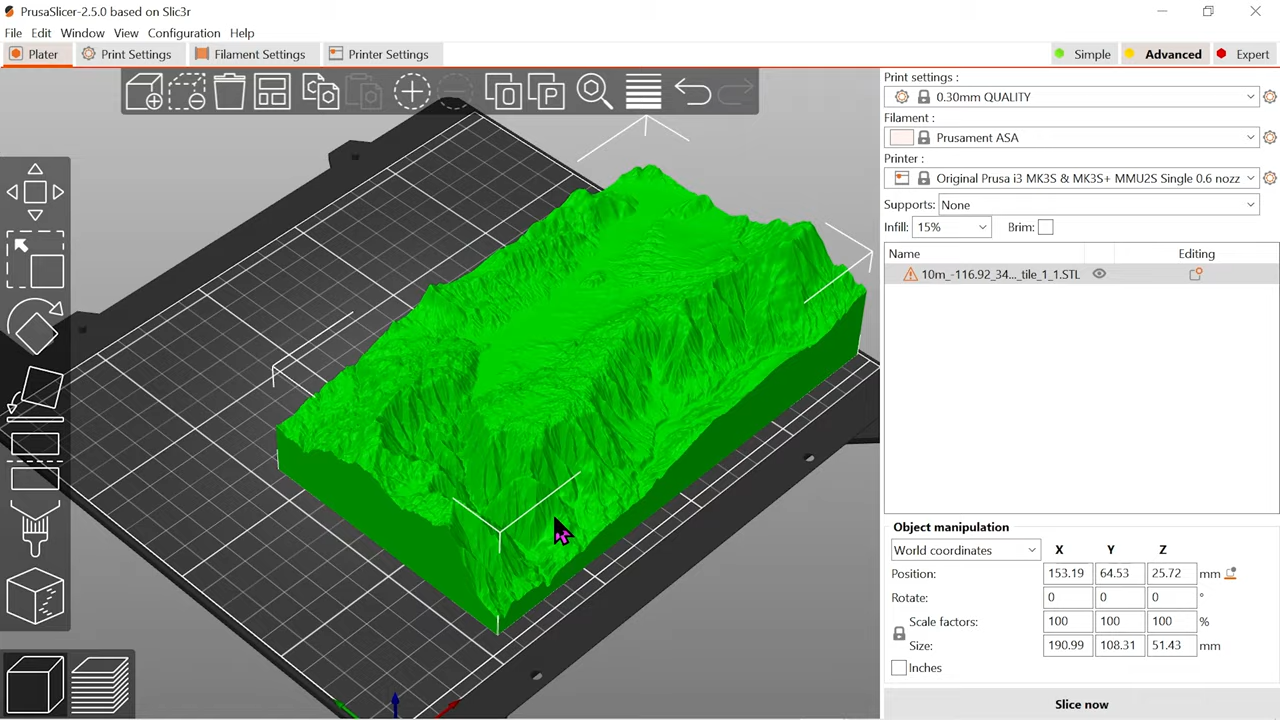 PrusaSlicer-2.5.0 based on Slic3r
File Edit Window View Configuration Help
Plater Print Settings Filament Settings Printer Settings Simple Advanced Expert
Print settings :
0.30mm QUALITY
Filament :
Prusament ASA
Printer :
Original Prusa i3 MK3S & MK3S+ MMU2S Single 0.6 nozz
Supports: None
Infill: 15% Brim:
Name Editing
10m_-116.92_34..._tile_1_1.STL
Object manipulation
World coordinates X Y Z
Position: 153.19 64.53 25.72 mm
Rotate: 0 0 0 °
Scale factors: 100 100 100 %
Size: 190.99 108.31 51.43 mm
Inches
Slice now